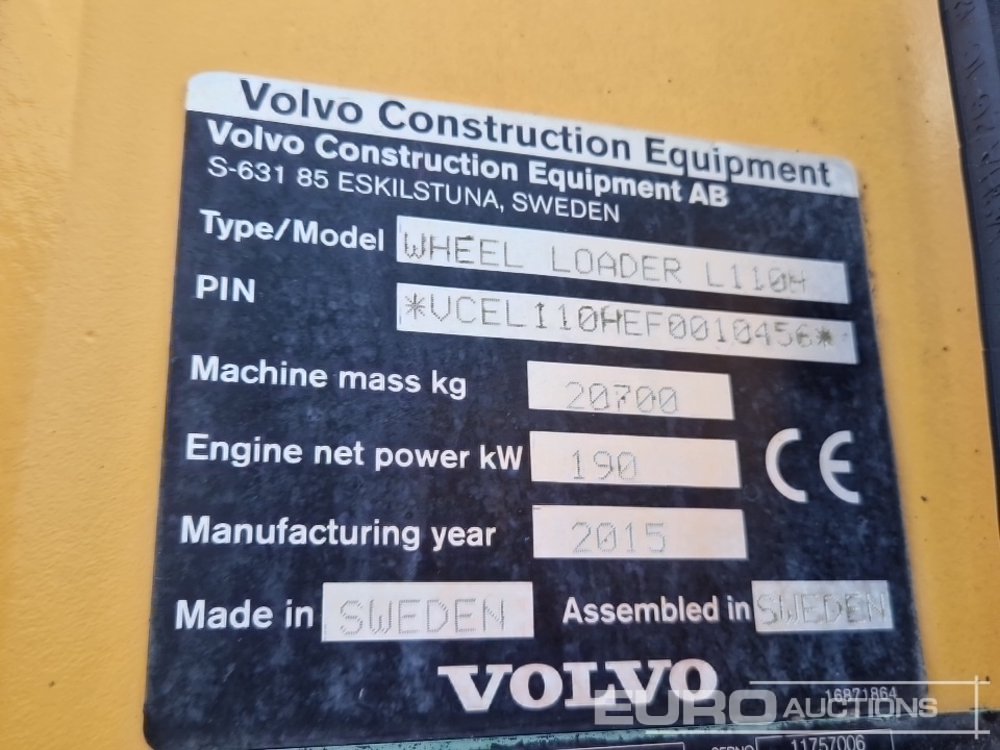 Volvo Construction Equipment
Volvo Construction Equipment AB
S-631 85 ESKILSTUNA, SWEDEN
Type/Model WHEEL LOADER L110H
PIN *VCEL110HEF0010456*
Machine mass kg 20700
Engine net power kW 190
CE
Manufacturing year 2015
Made in SWEDEN Assembled in SWEDEN
VOLVO
16871864
EURO AUCTIONS
11757006